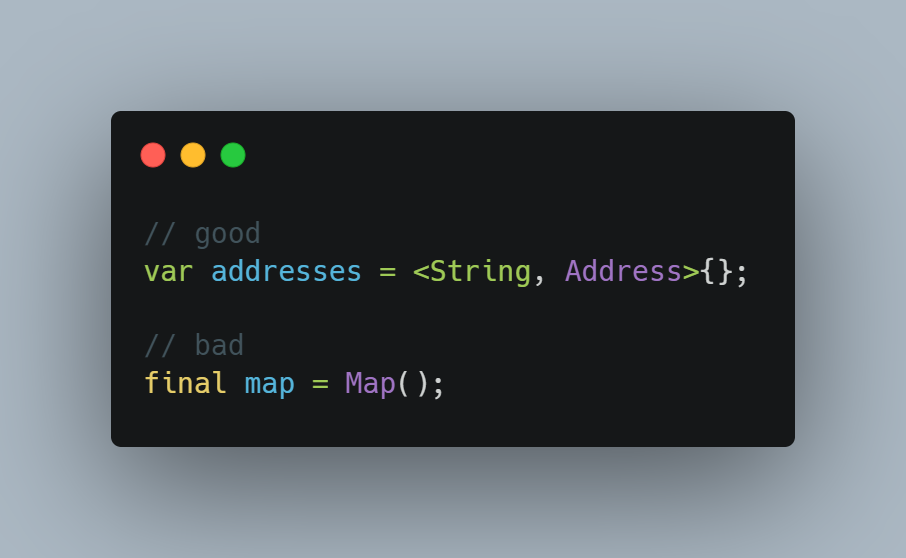 // good
var addresses = <String, Address>{};
// bad
final map = Map();